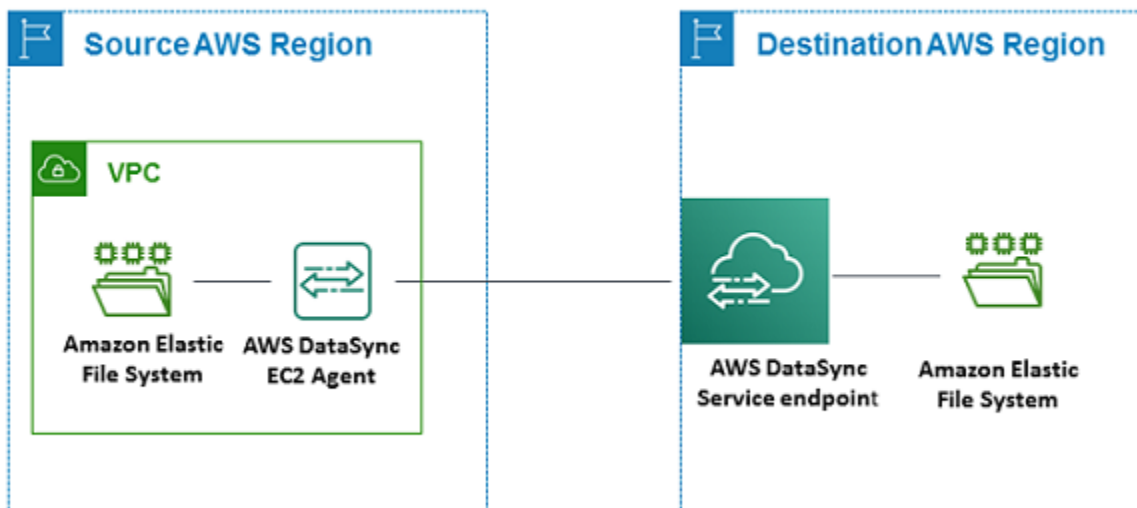 Source AWS Region
Destination AWS Region
VPC
Amazon Elastic
File System
AWS DataSync
EC2 Agent
AWS DataSync
Service endpoint
Amazon Elastic
File System